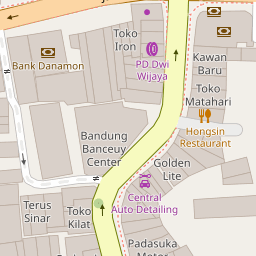 Toko
Iron
Kawan
Baru
Bank Danamon
PD.Dwi
Wijaya
Toko
Matahari
Hongsin
Restaurant
Bandung
Banceuy
Center
Golden
Lite
Central
Auto Detailing
Terus
Sinar
Toko
Kilat
Padasuka